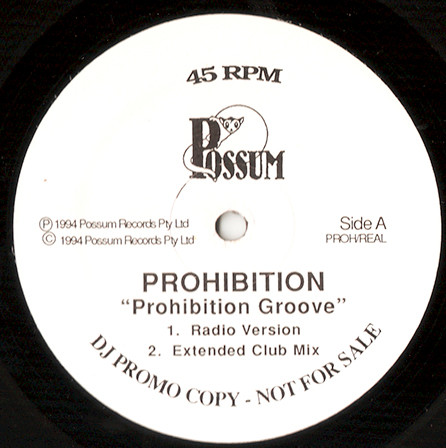 45 RPM
POSSUM
Ⓟ 1994 Possum Records Pty Ltd
© 1994 Possum Records Pty Ltd
Side A
PROH/REAL
PROHIBITION
"Prohibition Groove"
1. Radio Version
2. Extended Club Mix
DJ PROMO COPY - NOT FOR SALE